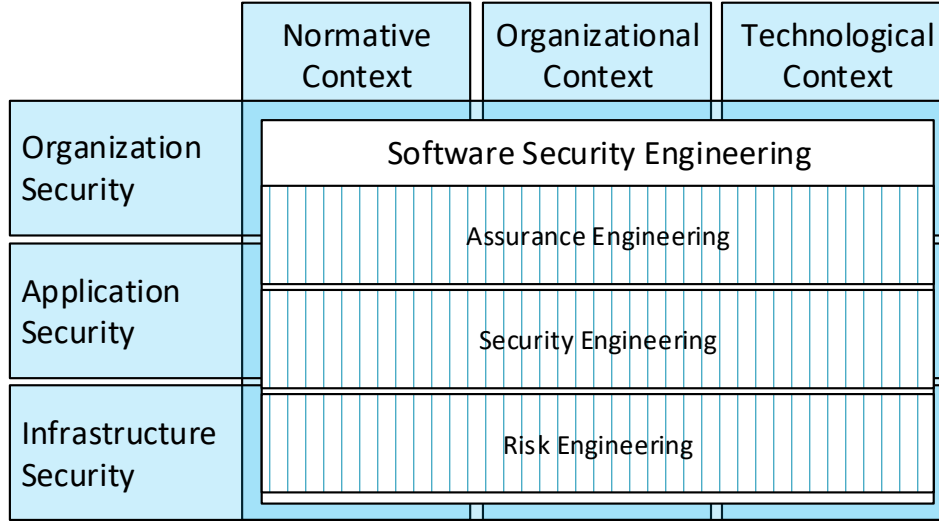 Normative
Context
Organizational
Context
Technological
Context
Organization
Security
Software Security Engineering
Assurance Engineering
Application
Security
Security Engineering
Infrastructure
Security
Risk Engineering